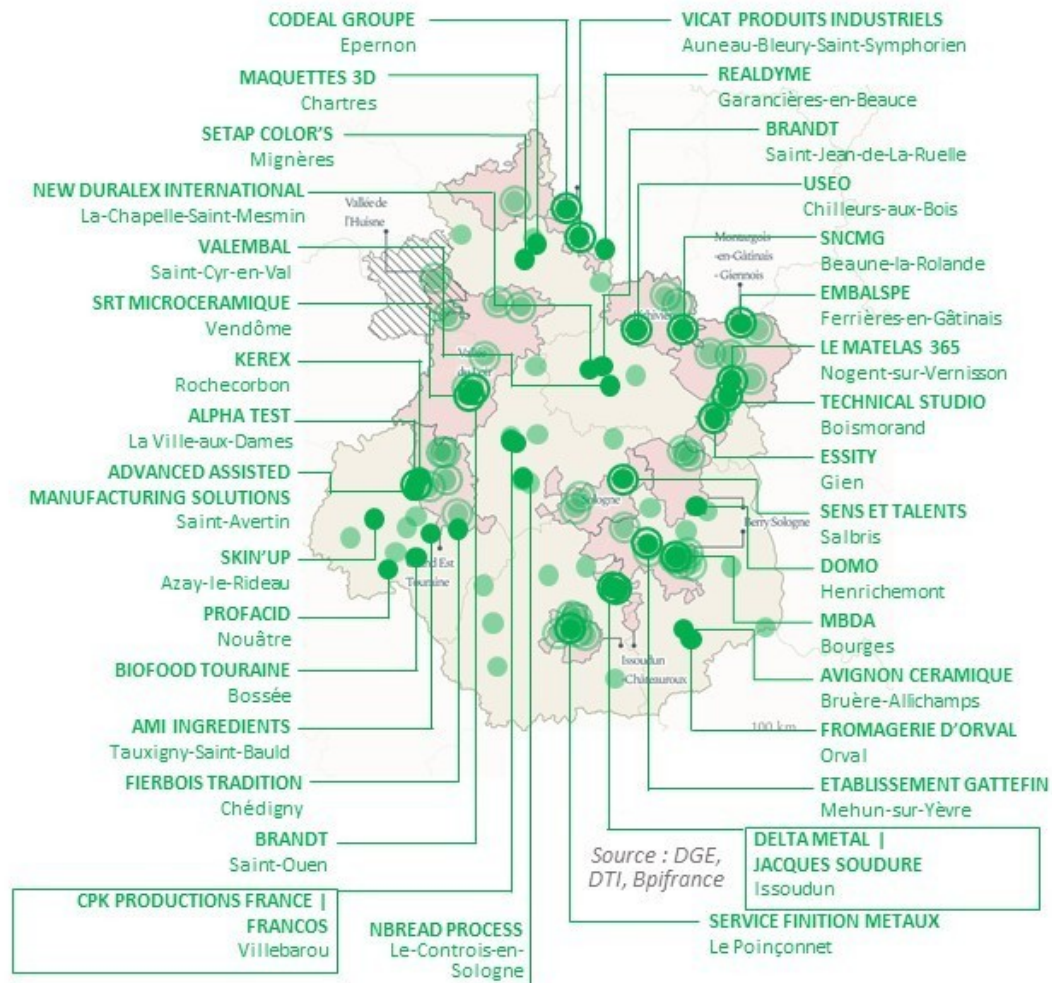 CODEAL GROUPE
Epernon
MAQUETTES 3D
Chartres
SETAP COLOR'S
Mignères
NEW DURALEX INTERNATIONAL
La-Chapelle-Saint-Mesmin
VALEMBAL
Saint-Cyr-en-Val
SRT MICROCERAMIQUE
Vendôme
KEREX
Rochecorbon
ALPHA TEST
La Ville-aux-Dames
ADVANCED ASSISTED
MANUFACTURING SOLUTIONS
Saint-Avertin
SKIN'UP
Azay-le-Rideau
PROFACID
Nouâtre
BIOFOOD TOURAINE
Bossée
AMI INGREDIENTS
Tauxigny-Saint-Bauld
FIERBOIS TRADITION
Chédigny
BRANDT
Saint-Ouen
CPK PRODUCTIONS FRANCE |
FRANCOS
Villebarou
NBREAD PROCESS
Le-Controis-en-
Sologne
VICAT PRODUITS INDUSTRIELS
Auneau-Bleury-Saint-Symphorien
REALDYME
Garancières-en-Beauce
BRANDT
Saint-Jean-de-La-Ruelle
USEO
Chilleurs-aux-Bois
SNCMG
Beaune-la-Rolande
EMBALSPE
Ferrières-en-Gâtinais
LE MATELAS 365
Nogent-sur-Vernisson
TECHNICAL STUDIO
Boismorand
ESSITY
Gien
SENS ET TALENTS
Salbris
DOMO
Henrichemont
MBDA
Bourges
AVIGNON CERAMIQUE
Bruère-Allichamps
FROMAGERIE D'ORVAL
Orval
ETABLISSEMENT GATTEFIN
Mehun-sur-Yèvre
DELTA METAL |
JACQUES SOUDURE
Issoudun
SERVICE FINITION METAUX
Le Poinçonnet
Source : DGE,
DTI, Bpifrance
Vallée de
l'Huisne
Montargois
-en-Gâtinais
- Giennois
Sologne
Berry Sologne
Est
Touraine
Issoudun
-Châteauroux
100 km